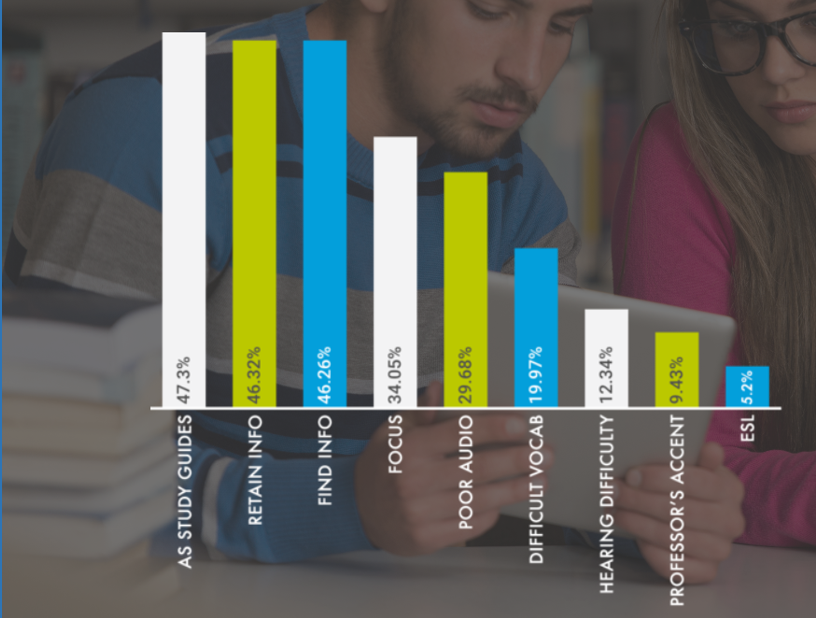 47.3%
46.32%
46.26%
34.05%
29.68%
19.97%
12.34%
9.43%
5.2%
AS STUDY GUIDES
RETAIN INFO
FIND INFO
FOCUS
POOR AUDIO
DIFFICULT VOCAB
HEARING DIFFICULTY
PROFESSOR'S ACCENT
ESL